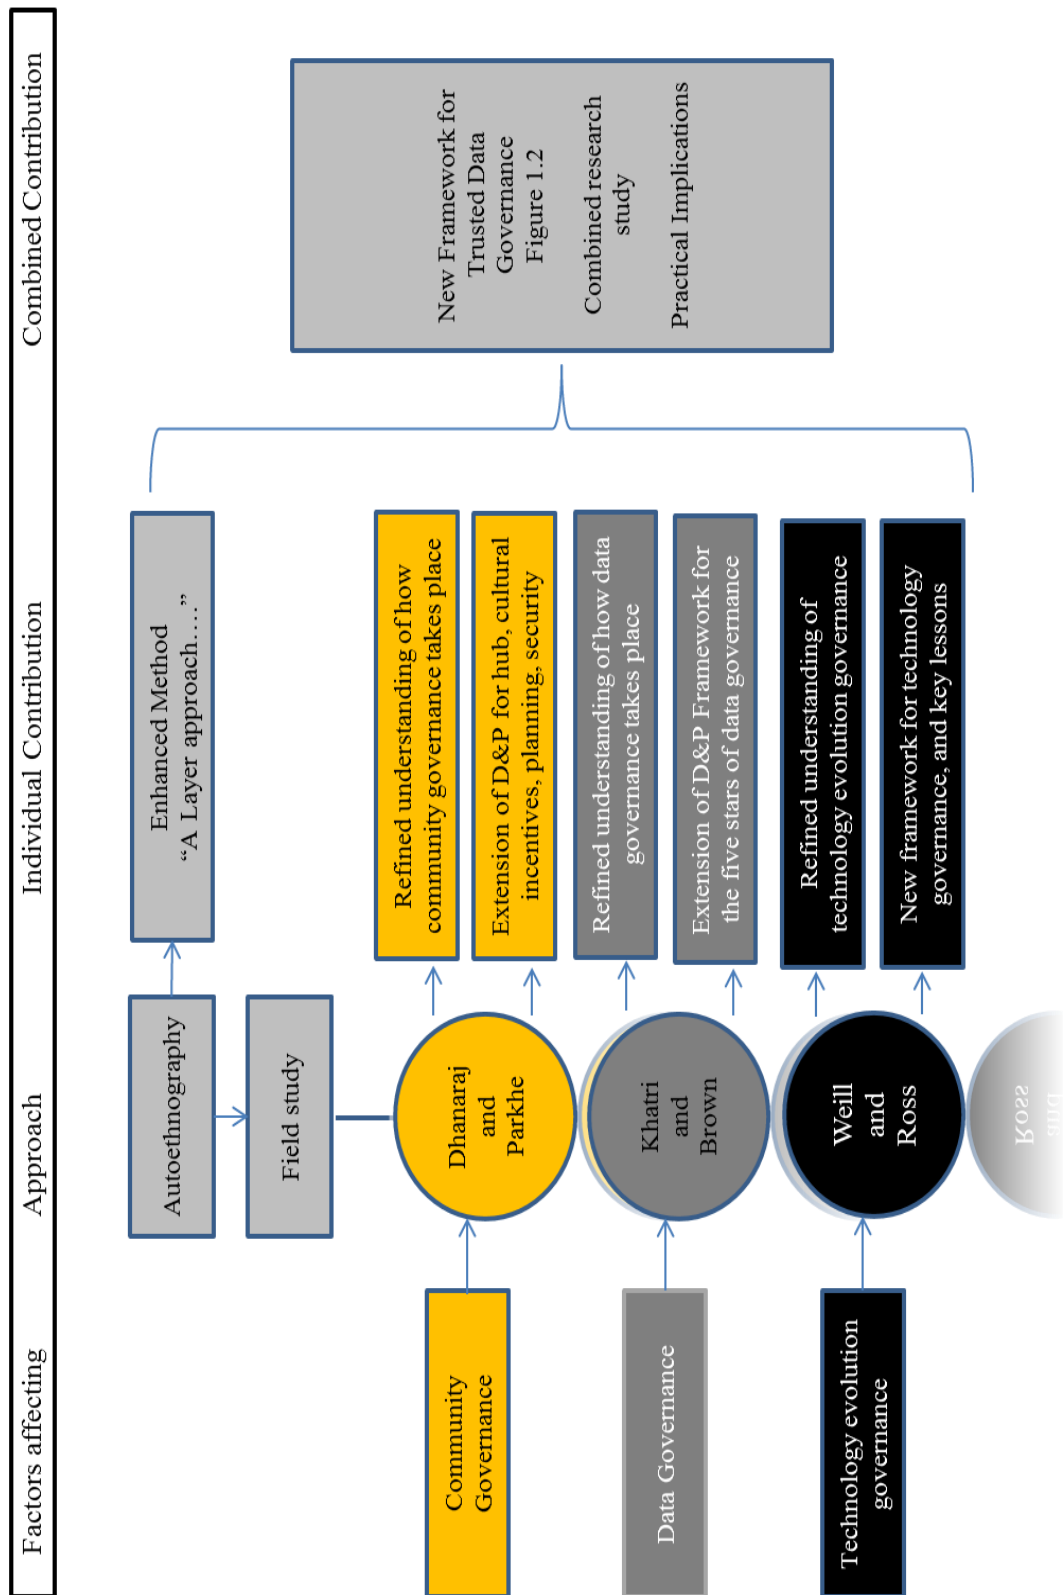 Factors affecting
Approach
Individual Contribution
Combined Contribution
Autoethnography
Enhanced Method
“A Layer approach….”
Field study
Community
Governance
Dhanaraj
and
Parkhe
Refined understanding of how
community governance takes place
Extension of D&P for hub, cultural
incentives, planning, security
Data Governance
Khatri
and
Brown
Refined understanding of how data
governance takes place
Extension of D&P Framework for
the five stars of data governance
Technology evolution
governance
Weill
and
Ross
Refined understanding of
technology evolution governance
New framework for technology
governance, and key lessons
Ross
and
New Framework for
Trusted Data
Governance
Figure 1.2
Combined research
study
Practical Implications